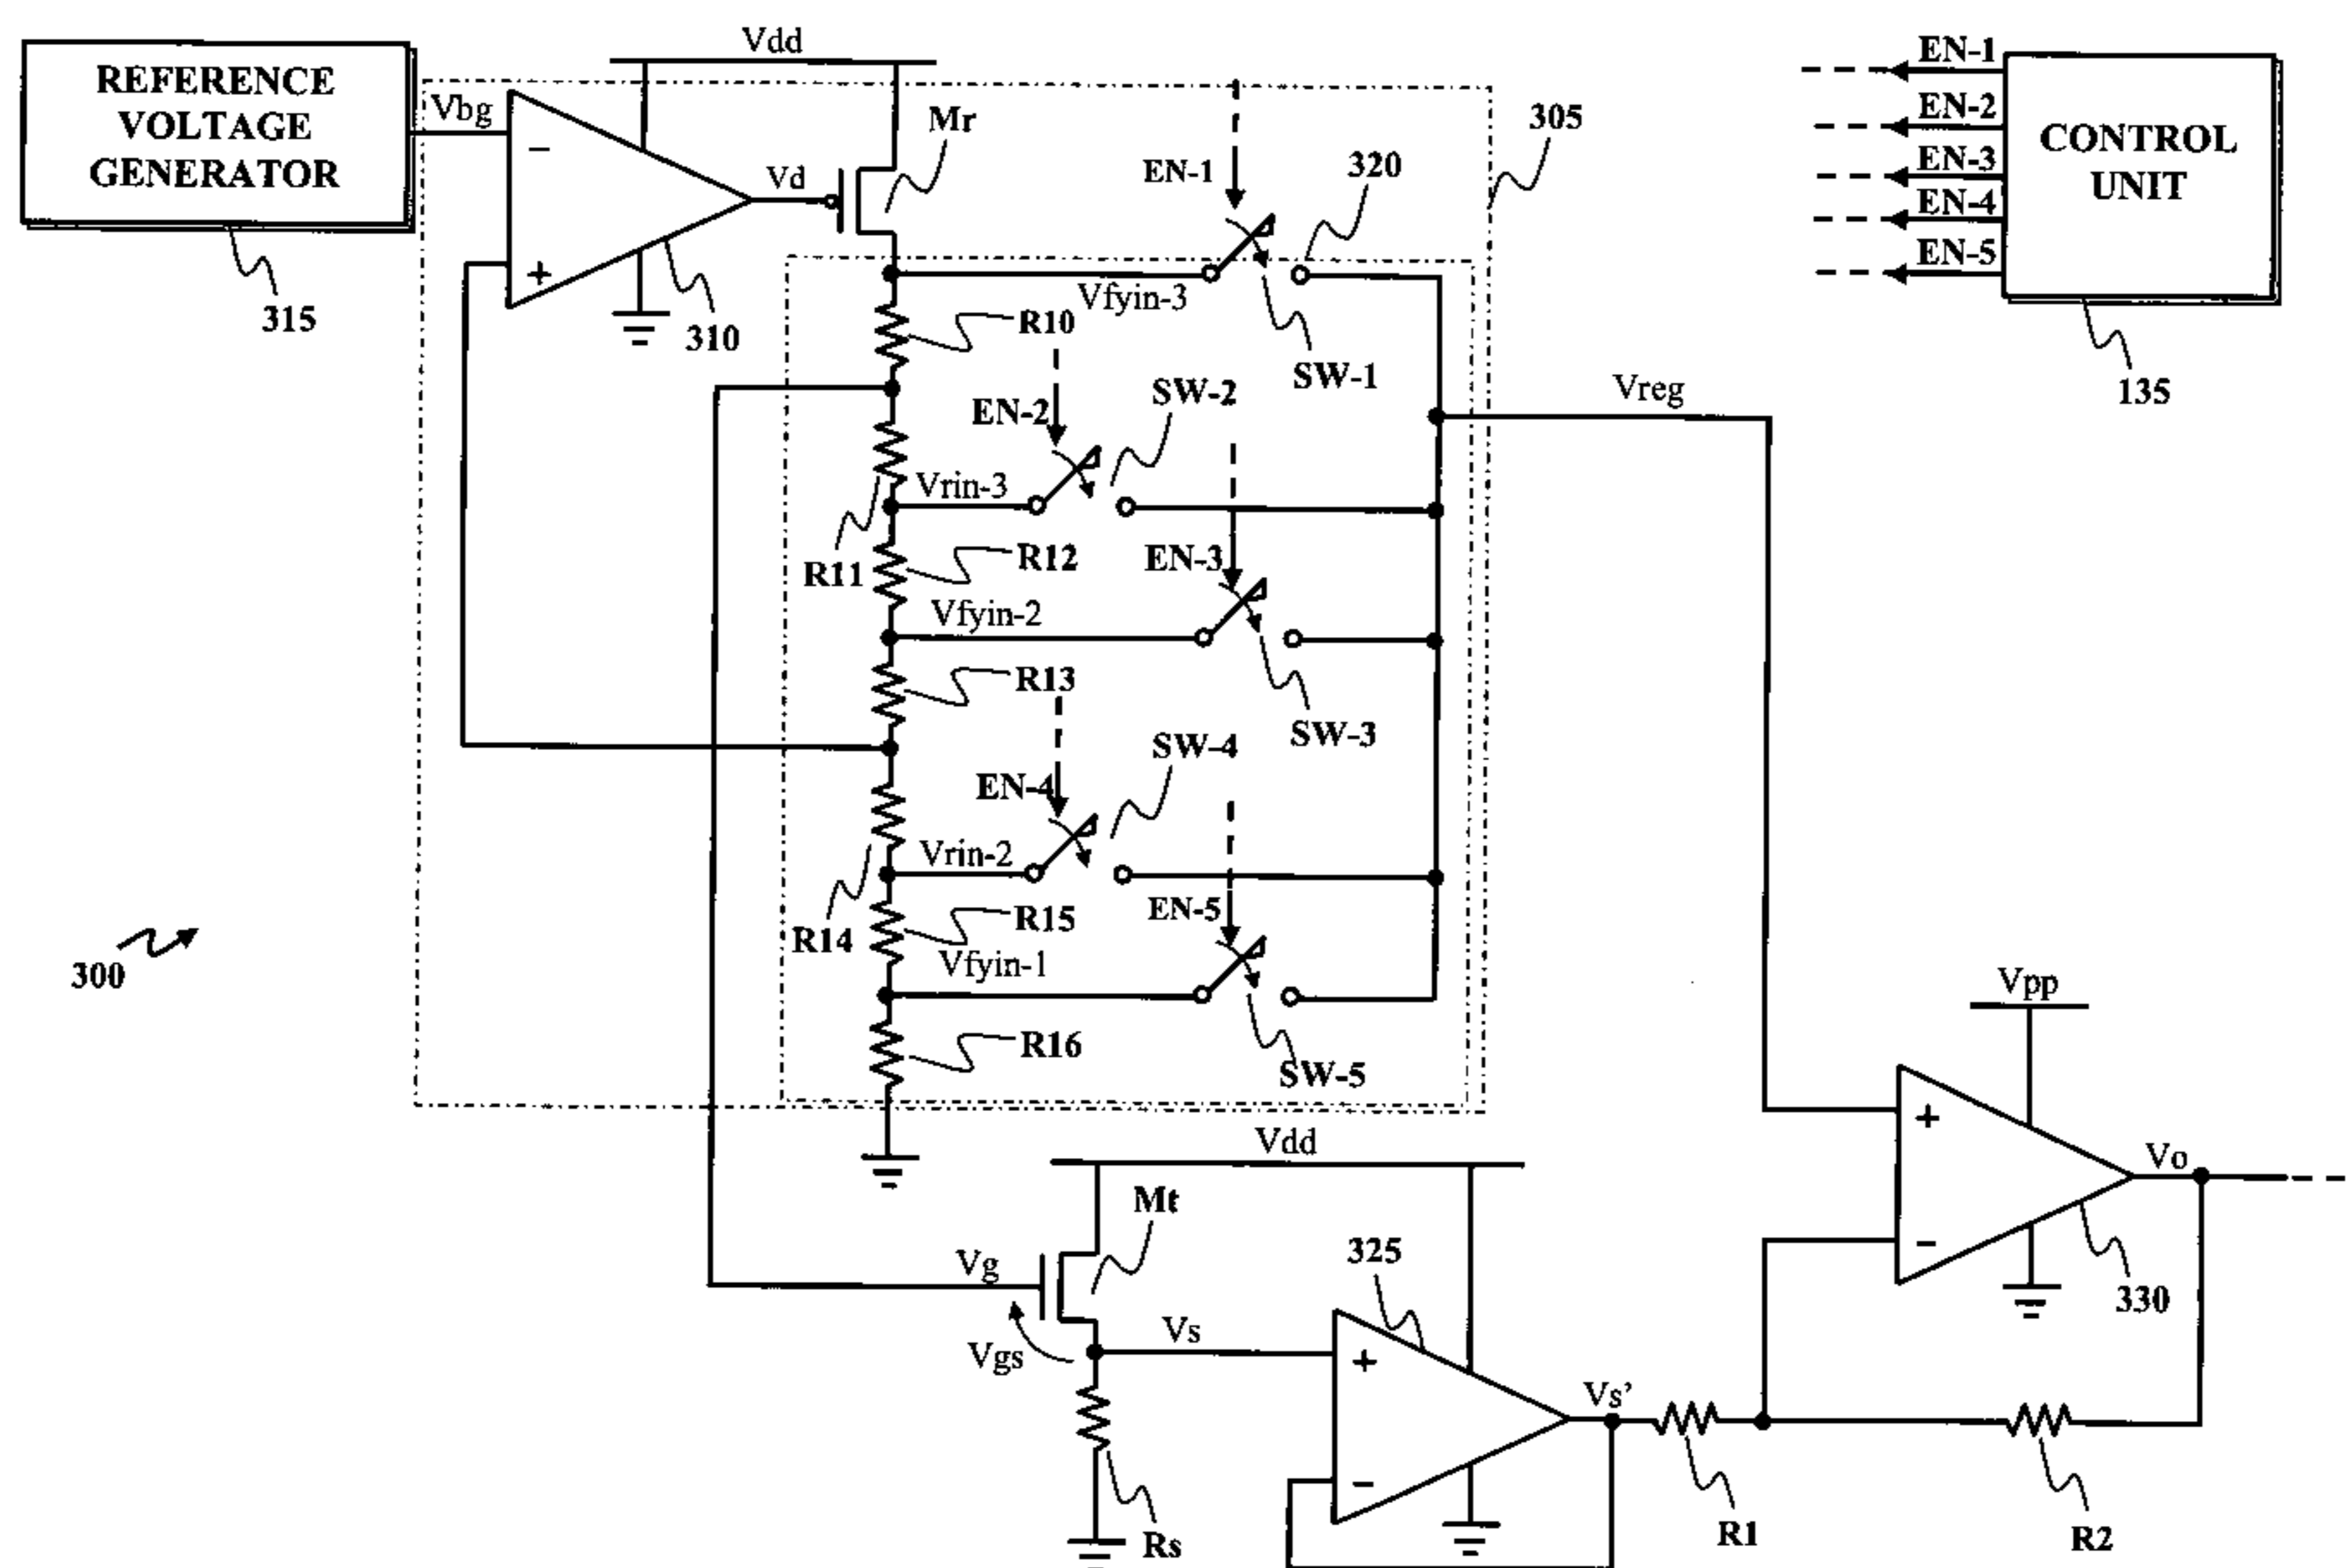 REFERENCE
VOLTAGE
GENERATOR
315
Vbg
Vdd
−
+
310
Vd
Mr
EN-1
320
305
EN-1
EN-2
EN-3
EN-4
EN-5
CONTROL
UNIT
135
Vfyin-3
SW-1
R10
EN-2
SW-2
Vreg
Vrin-3
R11
R12
EN-3
Vfyin-2
R13
SW-3
SW-4
EN-4
Vrin-2
R14
R15
EN-5
Vfyin-1
R16
SW-5
300
Vpp
+
−
Vo
330
Vdd
Mt
Vg
Vgs
Vs
325
+
−
Vs’
Rs
R1
R2